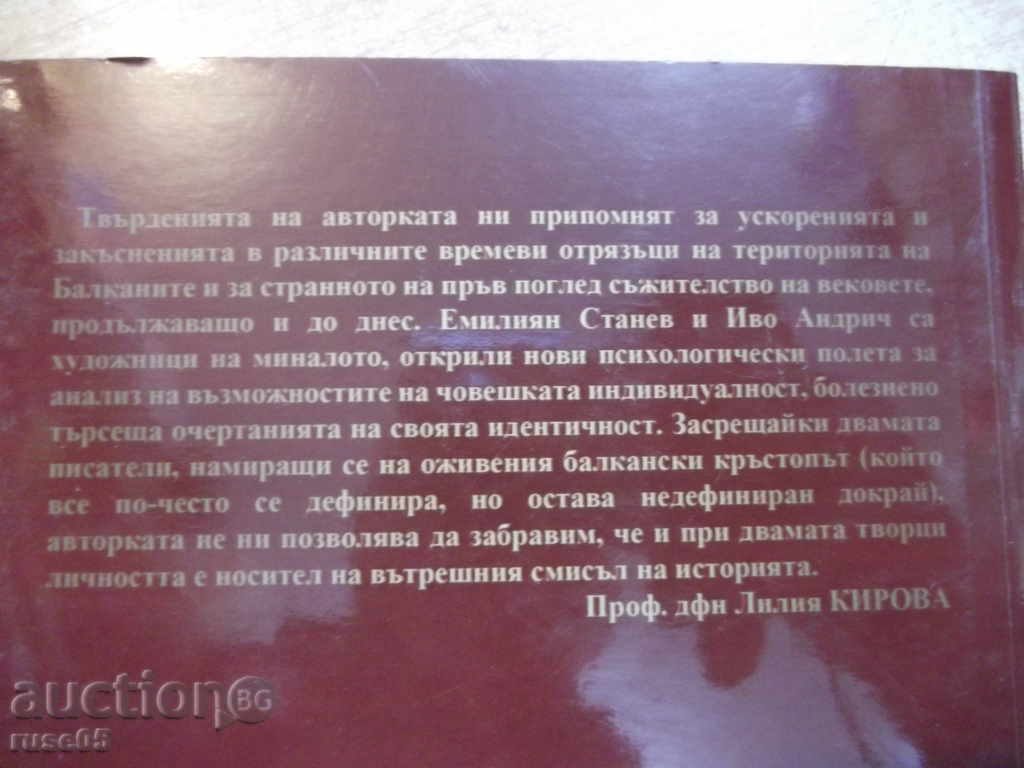 Твърденията на авторката ни припомнят за ускоренията и
закъсненията в различните времеви отрязъци на територията на
Балканите и за странното на пръв поглед съжителство на вековете,
продължаващо и до днес. Емилиян Станев и Иво Андрич са
художници на миналото, открили нови психологически полета за
анализ на възможностите на човешката индивидуалност, болезнено
търсеща очертанията на своята идентичност. Засрещайки двамата
писатели, намиращи се на оживения балкански кръстопът (който
все по-често се дефинира, но остава недефиниран докрай),
авторката не ни позволява да забравим, че и при двамата творци
личността е носител на вътрешния смисъл на историята.
Проф. дфн Лилия КИРОВА
auction BG
ruse05